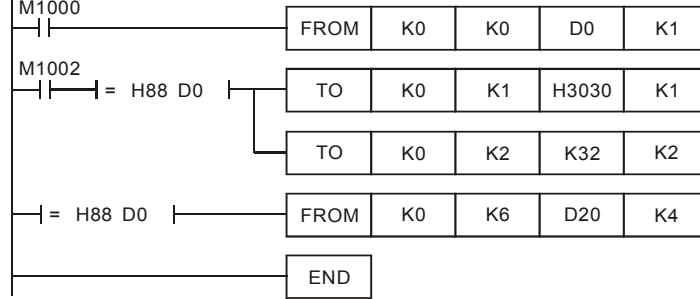 M1000
FROM K0 K0 D0 K1
M1002
= H88 D0 TO K0 K1 H3030 K1
TO K0 K2 K32 K2
= H88 D0 FROM K0 K6 D20 K4
END